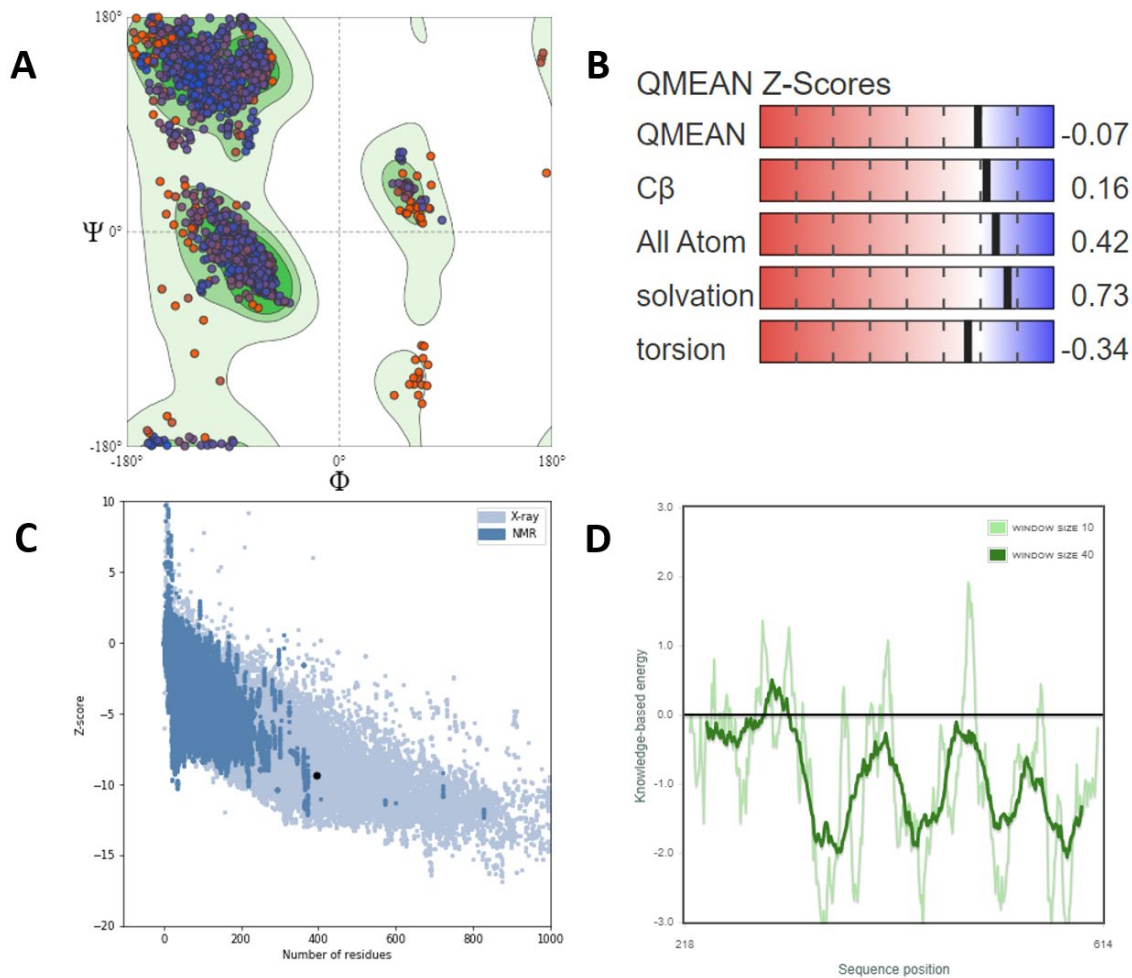 A
180°
Ψ 0°
-180°
-180° 0° 180°
Φ
B
QMEAN Z-Scores
QMEAN -0.07
Cβ 0.16
All Atom 0.42
solvation 0.73
torsion -0.34
C
10
5
0
-5
-10
-15
-20
Z-score
X-ray
NMR
0 200 400 600 800 1000
Number of residues
D
3.0
2.0
1.0
0.0
-1.0
-2.0
-3.0
Knowledge-based energy
WINDOW SIZE 10
WINDOW SIZE 40
218 614
Sequence position